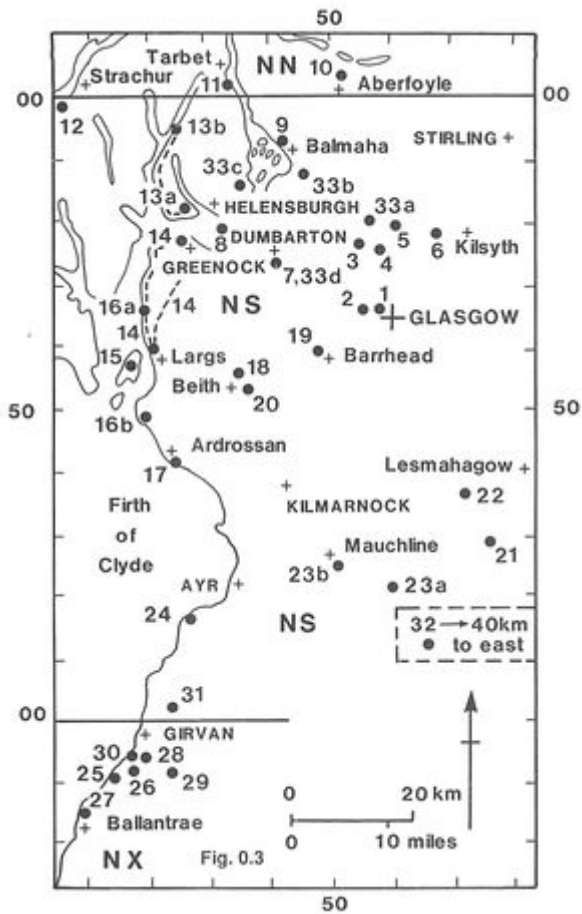 50
Tarbet
Strachur
NN
10
Aberfoyle
11
00
00
12
13b
9
Balmaha
STIRLING
33c
33b
13a
HELENSBURGH
33a
14
8
DUMBARTON
3
4
5
6
Kilsyth
GREENOCK
7,33d
16a
14
14
NS
2
1
GLASGOW
15
Largs
19
Barrhead
18
Beith
20
50
50
16b
Ardrossan
17
Lesmahagow
KILMARNOCK
22
Firth
of
Clyde
Mauchline
21
23b
23a
AYR
24
NS
32 → 40km
to east
31
00
GIRVAN
30
28
25
26
29
27
Ballantrae
0
20 km
0
10 miles
NX
Fig. 0.3
50